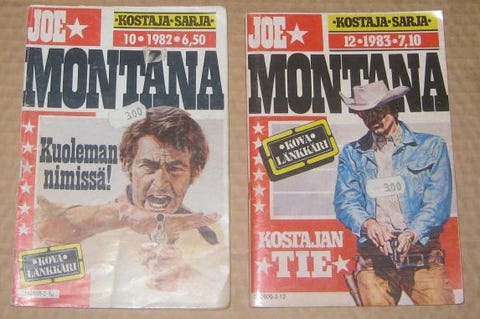 JOE
KOSTAJA-SARJA
10•1982•6,50
MONTANA
300
Kuoleman
nimissä!
KOVA
LÄNKKÄRI
JOE
KOSTAJA-SARJA
12•1983•7,10
MONTANA
KOVA
LÄNKKÄRI
300
KOSTAJAN
TIE